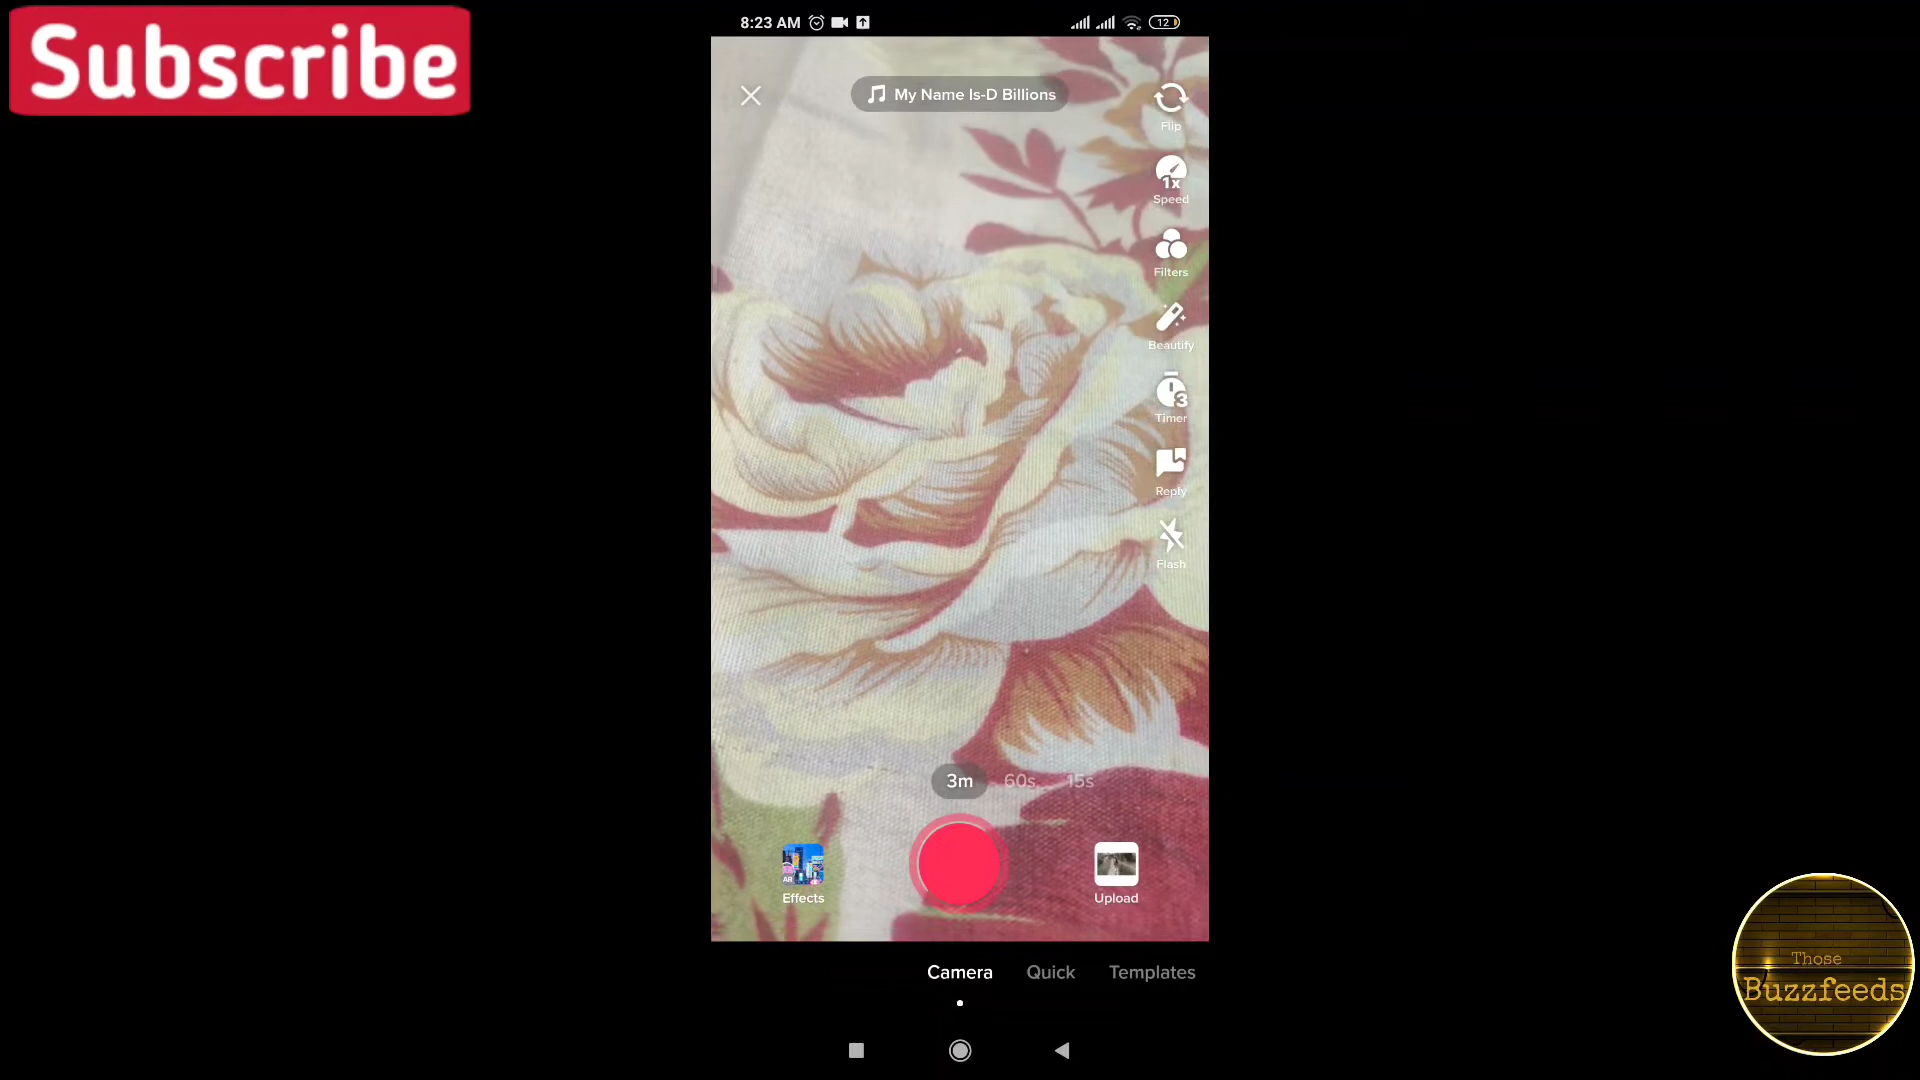 Subscribe
8:23 AM
12
My Name Is-D Billions
Flip
1x
Speed
Filters
Beautify
3
Timer
Reply
Flash
3m 60s 15s
AR
Effects
Upload
Camera Quick Templates
Those
Buzzfeeds